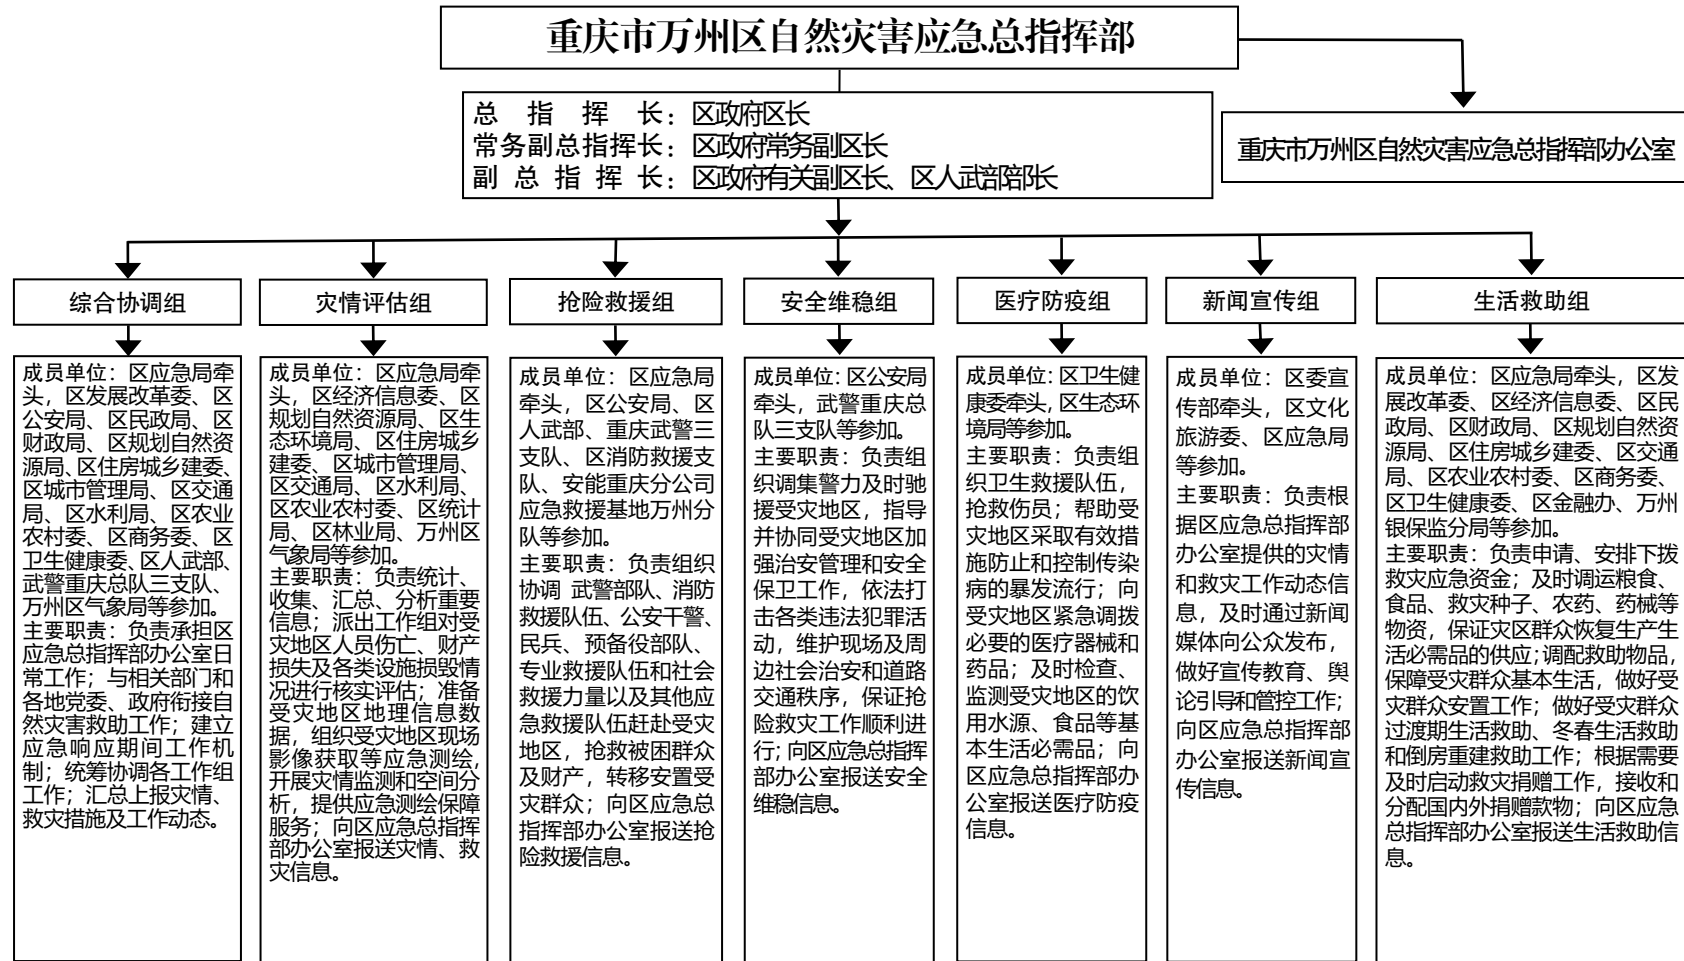 重庆市万州区自然灾害应急总指挥部
总指挥长：区政府区长
常务副总指挥长：区政府常务副区长
副总指挥长：区政府有关副区长、区人武部部长
重庆市万州区自然灾害应急总指挥部办公室
综合协调组
灾情评估组
抢险救援组
安全维稳组
医疗防疫组
新闻宣传组
生活救助组
成员单位：区应急局牵
头，区发展改革委、区
公安局、区民政局、区
财政局、区规划自然资
源局、区住房城乡建委、
区城市管理局、区交通
局、区水利局、区农业
农村委、区商务委、区
卫生健康委、区人武部、
武警重庆总队三支队、
万州区气象局等参加。
主要职责：负责承担区
应急总指挥部办公室日
常工作；与相关部门和
各地党委、政府衔接自
然灾害救助工作；建立
应急响应期间工作机
制；统筹协调各工作组
工作；汇总上报灾情、
救灾措施及工作动态。
成员单位：区应急局牵
头，区经济信息委、区
规划自然资源局、区生
态环境局、区住房城乡
建委、区城市管理局、
区交通局、区水利局、
区农业农村委、区统计
局、区林业局、万州区
气象局等参加。
主要职责：负责统计、
收集、汇总、分析重要
信息；派出工作组对受
灾地区人员伤亡、财产
损失及各类设施损毁情
况进行核实评估；准备
受灾地区地理信息数
据，组织受灾地区现场
影像获取等应急测绘，
开展灾情监测和空间分
析，提供应急测绘保障
服务；向区应急总指挥
部办公室报送灾情、救
灾信息。
成员单位：区应急局
牵头，区公安局、区
人武部、重庆武警三
支队、区消防救援支
队、安能重庆分公司
应急救援基地万州分
队等参加。
主要职责：负责组织
协调 武警部队、消防
救援队伍、公安干警、
民兵、预备役部队、
专业救援队伍和社会
救援力量以及其他应
急救援队伍赶赴受灾
地区，抢救被困群众
及财产，转移安置受
灾群众；向区应急总
指挥部办公室报送抢
险救援信息。
成员单位：区公安局
牵头，武警重庆总
队三支队等参加。
主要职责：负责组
织调集警力及时驰
援受灾地区，指导
并协同受灾地区加
强治安管理和安全
保卫工作，依法打
击各类违法犯罪活
动，维护现场及周
边社会治安和道路
交通秩序，保证抢
险救灾工作顺利进
行；向区应急总指挥
部办公室报送安全
维稳信息。
成员单位：区卫生健
康委牵头，区生态环
境局等参加。
主要职责：负责组
织卫生救援队伍，
抢救伤员；帮助受
灾地区采取有效措
施防止和控制传染
病的暴发流行；向
受灾地区紧急调拨
必要的医疗器械和
药品；及时检查、
监测受灾地区的饮
用水源、食品等基
本生活必需品；向
区应急总指挥部办
公室报送医疗防疫
信息。
成员单位：区委宣
传部牵头，区文化
旅游委、区应急局
等参加。
主要职责：负责根
据区应急总指挥部
办公室提供的灾情
和救灾工作动态信
息，及时通过新闻
媒体向公众发布，
做好宣传教育、舆
论引导和管控工作；
向区应急总指挥部
办公室报送新闻宣
传信息。
成员单位：区应急局牵头，区发
展改革委、区经济信息委、区民
政局、区财政局、区规划自然资
源局、区住房城乡建委、区交通
局、区农业农村委、区商务委、
区卫生健康委、区金融办、万州
银保监分局等参加。
主要职责：负责申请、安排下拨
救灾应急资金；及时调运粮食、
食品、救灾种子、农药、药械等
物资，保证灾区群众恢复生产生
活必需品的供应；调配救助物品，
保障受灾群众基本生活，做好受
灾群众安置工作；做好受灾群众
过渡期生活救助、冬春生活救助
和倒房重建救助工作；根据需要
及时启动救灾捐赠工作，接收和
分配国内外捐赠款物；向区应急
总指挥部办公室报送生活救助信
息。